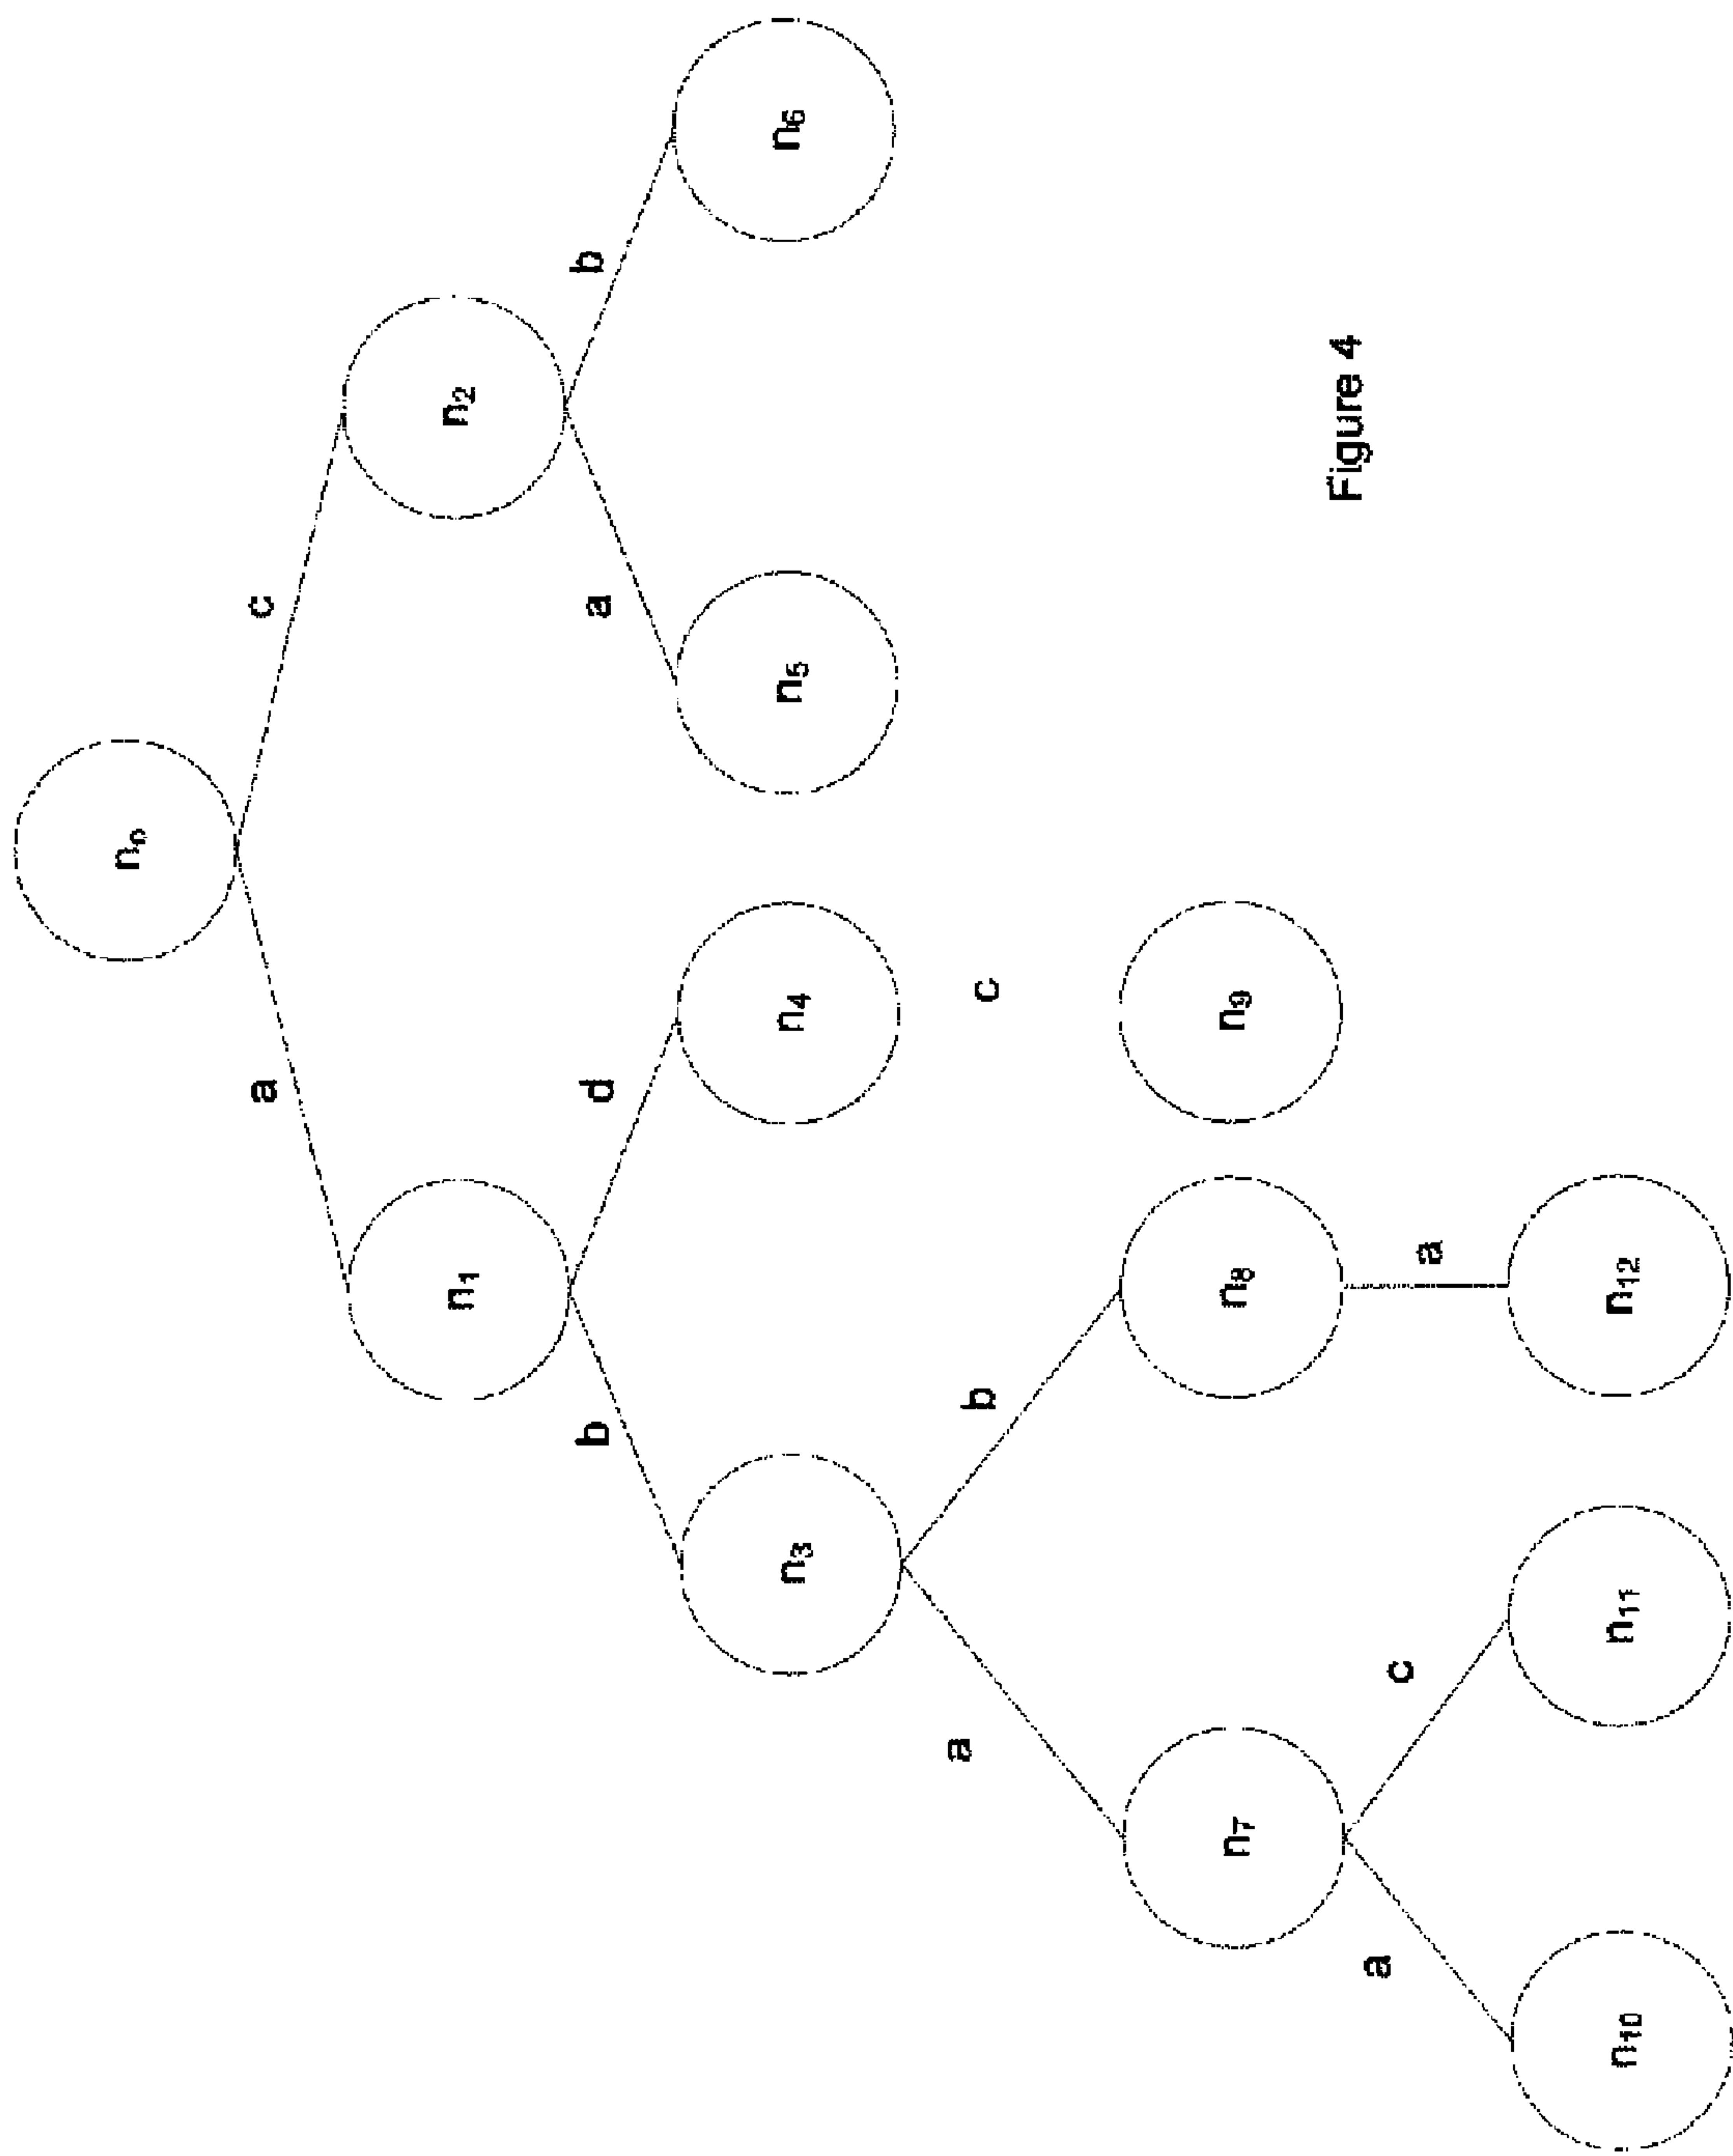 n₀
a
c
n₁
n₂
b
d
a
b
n₃
n₄
n₅
n₆
a
b
c
n₇
n₈
n₉
a
c
a
n₁₀
n₁₁
n₁₂
Figure 4